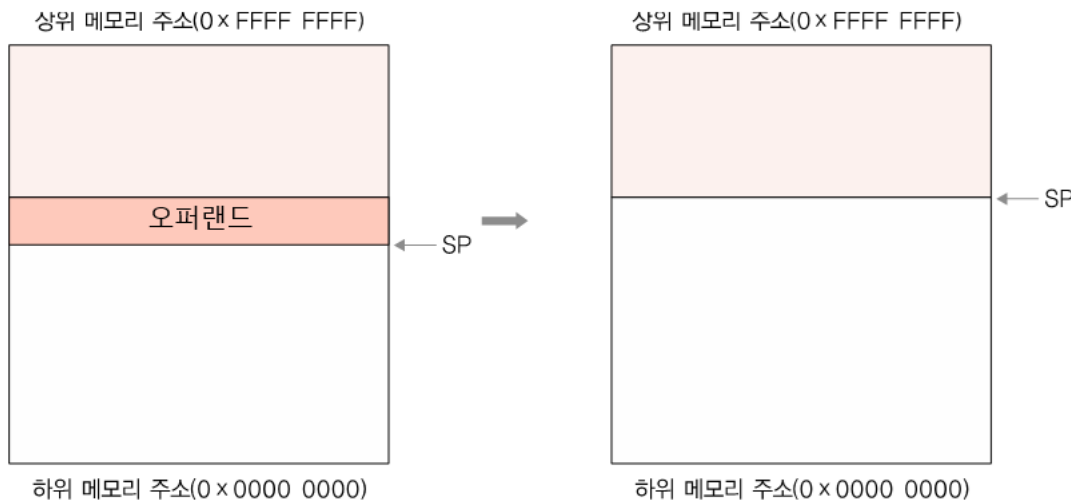 상위 메모리 주소(0×FFFF FFFF)
상위 메모리 주소(0×FFFF FFFF)
오퍼랜드
SP
SP
하위 메모리 주소(0×0000 0000)
하위 메모리 주소(0×0000 0000)